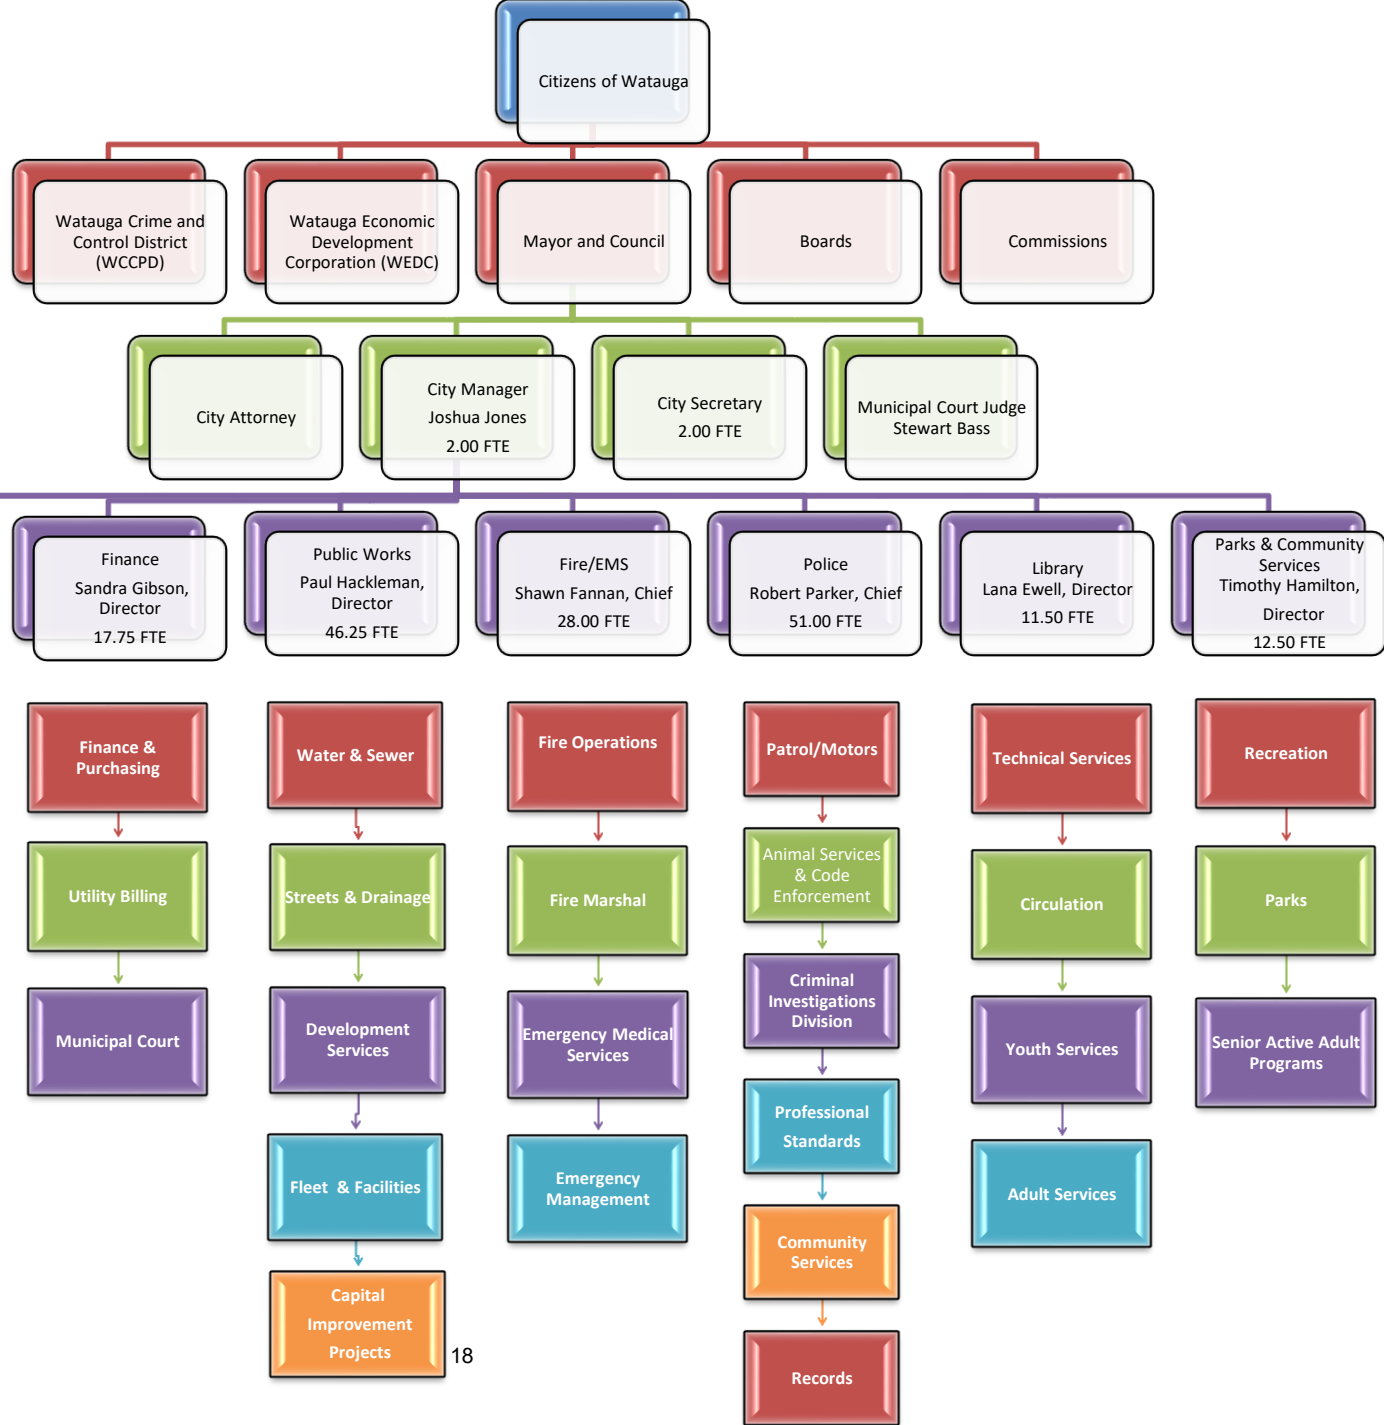 Citizens of Watauga
Watauga Crime and
Control District
(WCCPD)
Watauga Economic
Development
Corporation (WEDC)
Mayor and Council
Boards
Commissions
City Attorney
City Manager
Joshua Jones
2.00 FTE
City Secretary
2.00 FTE
Municipal Court Judge
Stewart Bass
Finance
Sandra Gibson,
Director
17.75 FTE
Public Works
Paul Hackleman,
Director
46.25 FTE
Fire/EMS
Shawn Fannan, Chief
28.00 FTE
Police
Robert Parker, Chief
51.00 FTE
Library
Lana Ewell, Director
11.50 FTE
Parks & Community
Services
Timothy Hamilton,
Director
12.50 FTE
Finance &
Purchasing
Utility Billing
Municipal Court
Water & Sewer
Streets & Drainage
Development
Services
Fleet & Facilities
Capital
Improvement
Projects
Fire Operations
Fire Marshal
Emergency Medical
Services
Emergency
Management
Patrol/Motors
Animal Services
& Code
Enforcement
Criminal
Investigations
Division
Professional
Standards
Community
Services
Records
Technical Services
Circulation
Youth Services
Adult Services
Recreation
Parks
Senior Active Adult
Programs
18